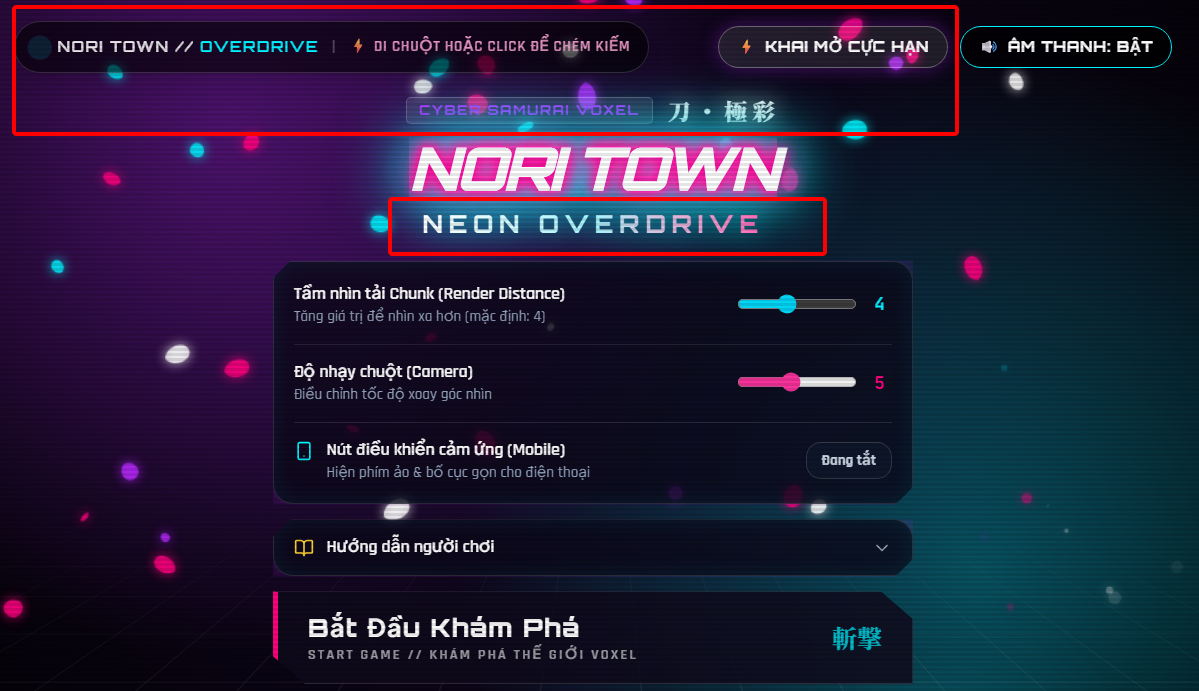 NORI TOWN // OVERDRIVE | DI CHUỘT HOẶC CLICK ĐỂ CHÉM KIẾM
KHAI MỞ CỰC HẠN
ÂM THANH: BẬT
CYBER SAMURAI VOXEL
刀・極彩
NORI TOWN
NEON OVERDRIVE
Tầm nhìn tải Chunk (Render Distance)
Tăng giá trị để nhìn xa hơn (mặc định: 4)
4
Độ nhạy chuột (Camera)
Điều chỉnh tốc độ xoay góc nhìn
5
Nút điều khiển cảm ứng (Mobile)
Hiện phím ảo & bố cục gọn cho điện thoại
Đang tắt
Hướng dẫn người chơi
Bắt Đầu Khám Phá
START GAME // KHÁM PHÁ THẾ GIỚI VOXEL
斬撃